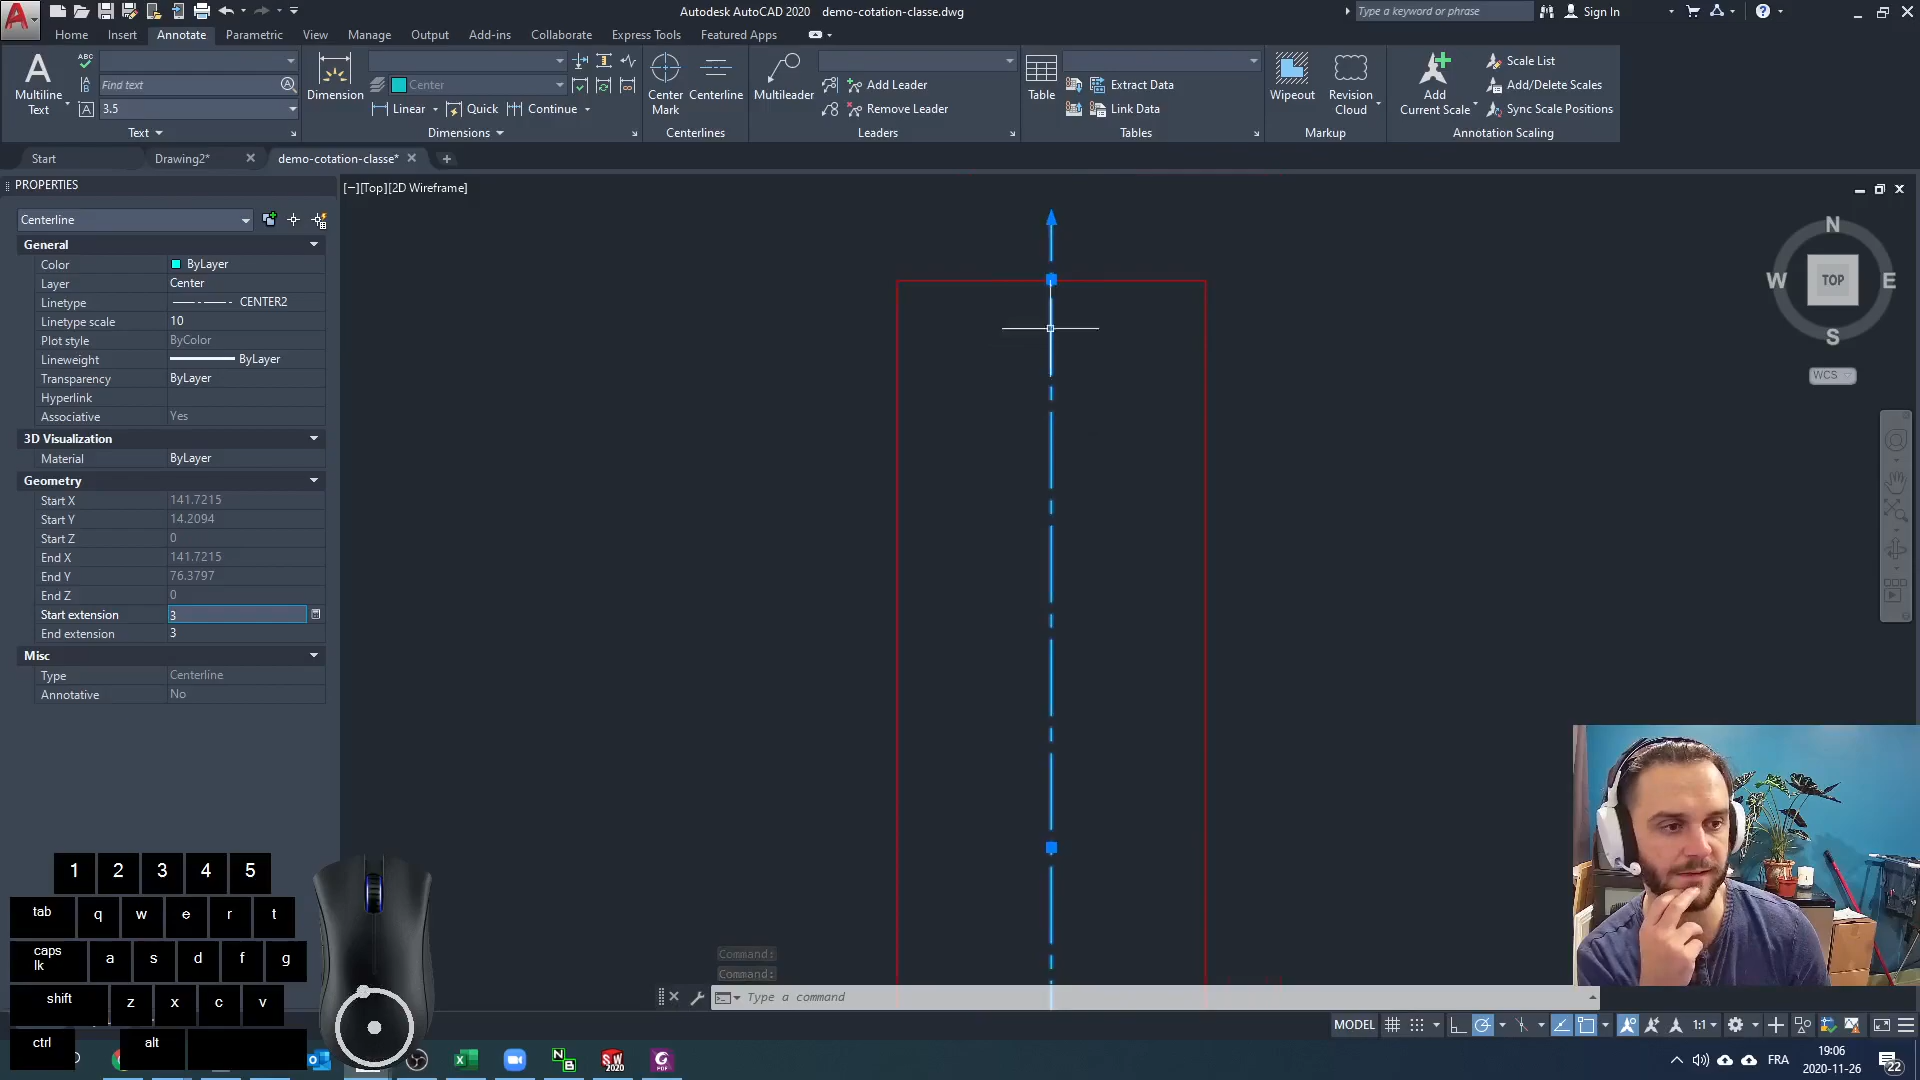 Autodesk AutoCAD 2020 demo-cotation-classe.dwg
Type a keyword or phrase
Sign In
Home Insert Annotate Parametric View Manage Output Add-ins Collaborate Express Tools Featured Apps
Multiline Text
ABC
Find text
3.5
Text
Dimension
Center
Linear
Quick
Continue
Dimensions
Center Mark
Centerline
Centerlines
Multileader
Add Leader
Remove Leader
Leaders
Table
Extract Data
Link Data
Tables
Wipeout
Revision Cloud
Markup
Add Current Scale
Scale List
Add/Delete Scales
Sync Scale Positions
Annotation Scaling
Start
Drawing2*
demo-cotation-classe*
PROPERTIES
[−][Top][2D Wireframe]
Centerline
General
Color ByLayer
Layer Center
Linetype CENTER2
Linetype scale 10
Plot style ByColor
Lineweight ByLayer
Transparency ByLayer
Hyperlink
Associative Yes
3D Visualization
Material ByLayer
Geometry
Start X 141.7215
Start Y 14.2094
Start Z 0
End X 141.7215
End Y 76.3797
End Z 0
Start extension 3
End extension 3
Misc
Type Centerline
Annotative No
N
W TOP E
S
WCS
1 2 3 4 5
tab q w e r t
caps lk a s d f g
shift z x c v
ctrl alt
Command:
Command:
Type a command
MODEL
1:1
FRA
19:06
2020-11-26
22